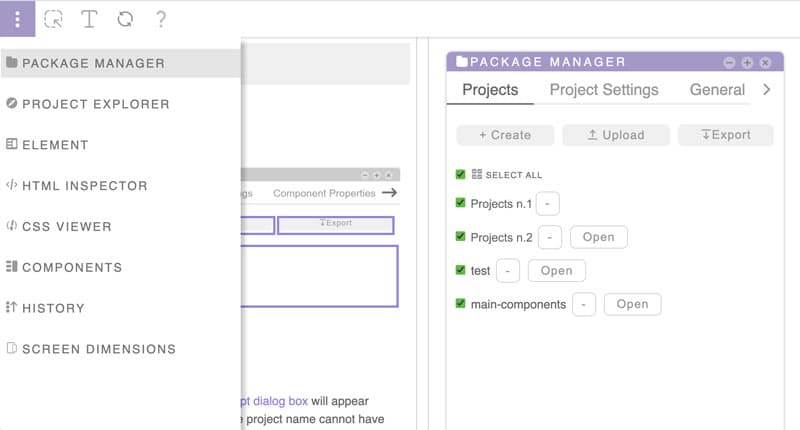 PACKAGE MANAGER
PROJECT EXPLORER
ELEMENT
HTML INSPECTOR
CSS VIEWER
COMPONENTS
HISTORY
SCREEN DIMENSIONS
ngs Component Properties
Export
pt dialog box will appear
e project name cannot have
PACKAGE MANAGER
Projects Project Settings General
+ Create Upload Export
SELECT ALL
Projects n.1 -
Projects n.2 - Open
test - Open
main-components - Open